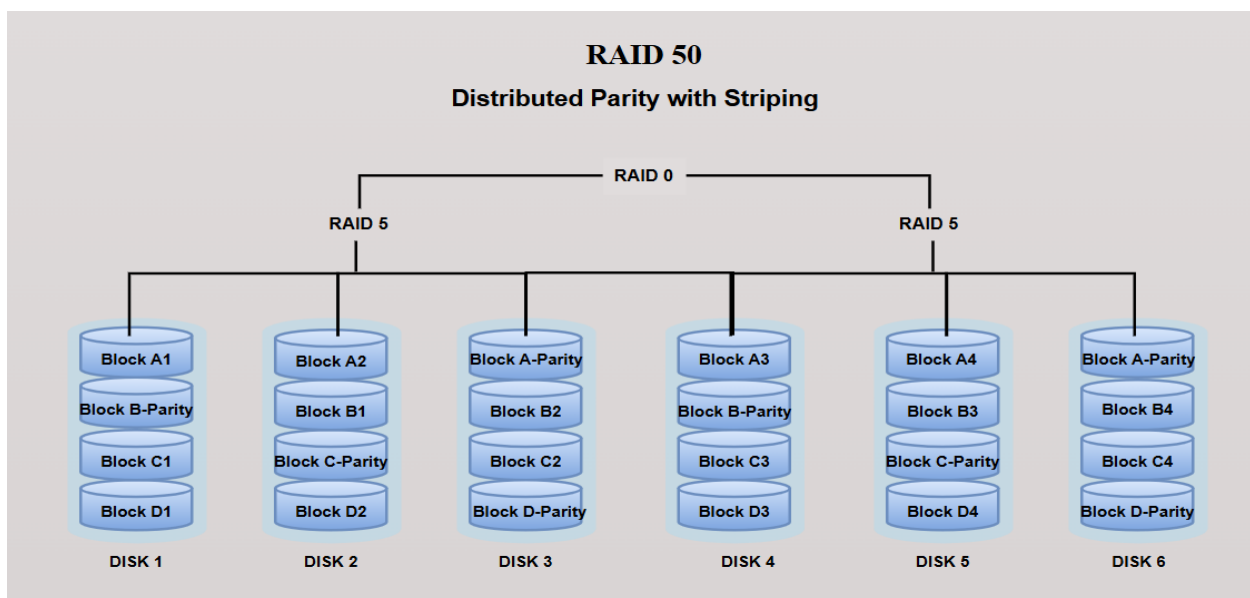 RAID 50
Distributed Parity with Striping
RAID 0
RAID 5 RAID 5
Block A1 Block A2 Block A-Parity Block A3 Block A4 Block A-Parity
Block B-Parity Block B1 Block B2 Block B-Parity Block B3 Block B4
Block C1 Block C-Parity Block C2 Block C3 Block C-Parity Block C4
Block D1 Block D2 Block D-Parity Block D3 Block D4 Block D-Parity
DISK 1 DISK 2 DISK 3 DISK 4 DISK 5 DISK 6